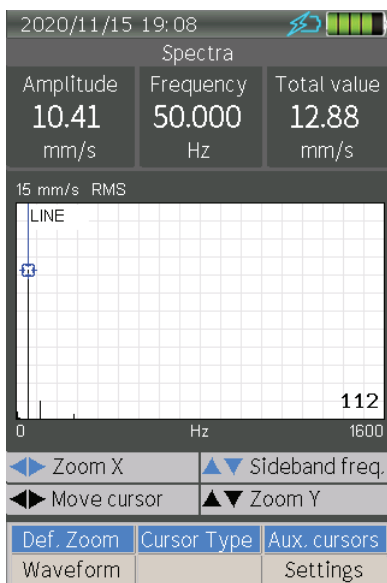 2020/11/15 19:08
Spectra
Amplitude Frequency Total value
10.41 50.000 12.88
mm/s Hz mm/s
15 mm/s RMS
LINE
112
0 Hz 1600
Zoom X Sideband freq.
Move cursor Zoom Y
Def. Zoom Cursor Type Aux. cursors
Waveform Settings